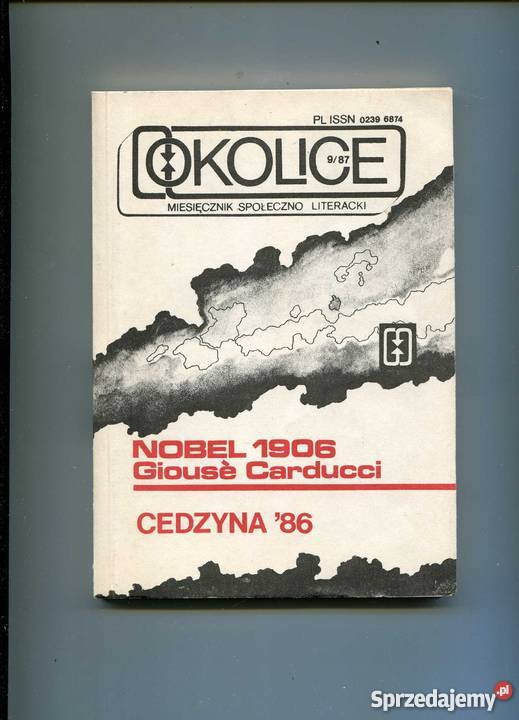 PL ISSN 0239 6874
OKOLICE
9/87
MIESIĘCZNIK SPOŁECZNO LITERACKI
NOBEL 1906
Giousè Carducci
CEDZYNA '86
Sprzedajemy.pl